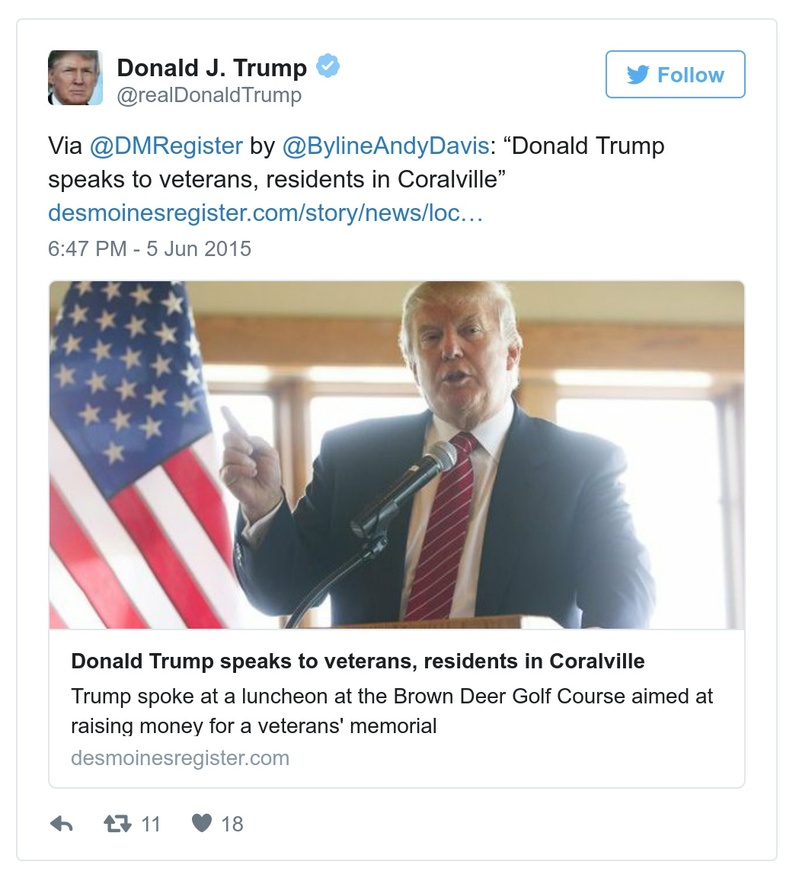 Donald J. Trump
@realDonaldTrump
Follow
Via @DMRegister by @BylineAndyDavis: “Donald Trump
speaks to veterans, residents in Coralville”
desmoinesregister.com/story/news/loc…
6:47 PM - 5 Jun 2015
Donald Trump speaks to veterans, residents in Coralville
Trump spoke at a luncheon at the Brown Deer Golf Course aimed at
raising money for a veterans' memorial
desmoinesregister.com
11 18